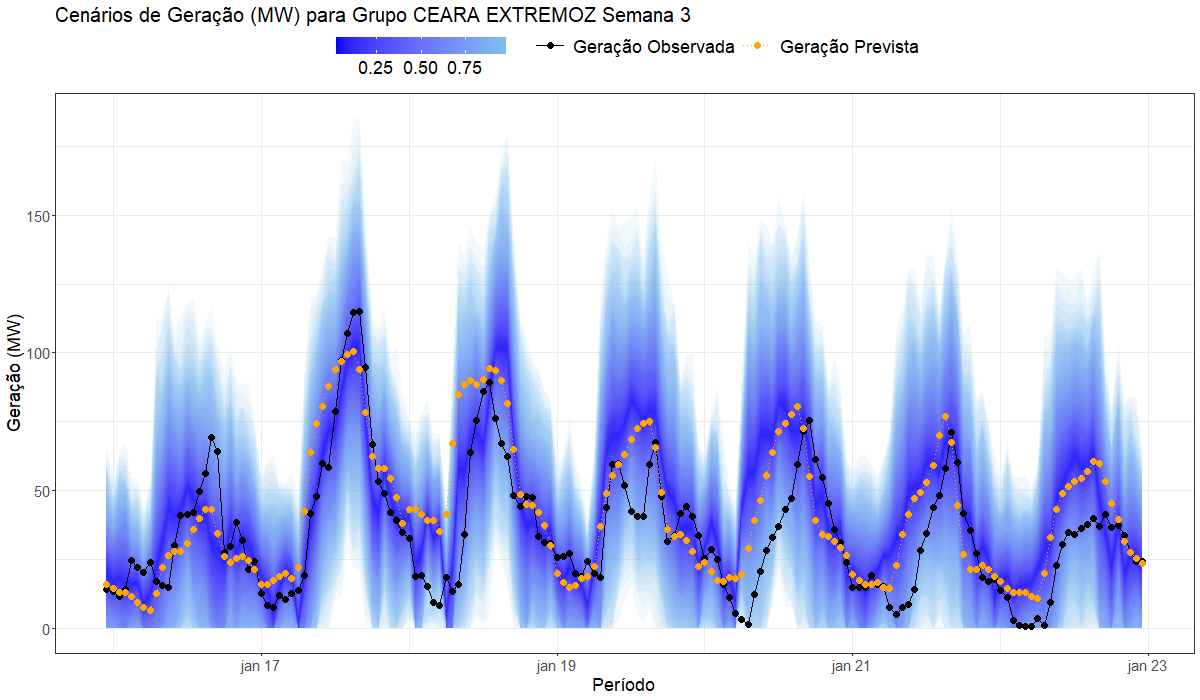 Cenários de Geração (MW) para Grupo CEARA EXTREMOZ Semana 3
0.25 0.50 0.75
Geração Observada
Geração Prevista
Geração (MW)
150
100
50
0
jan 17
jan 19
jan 21
jan 23
Período